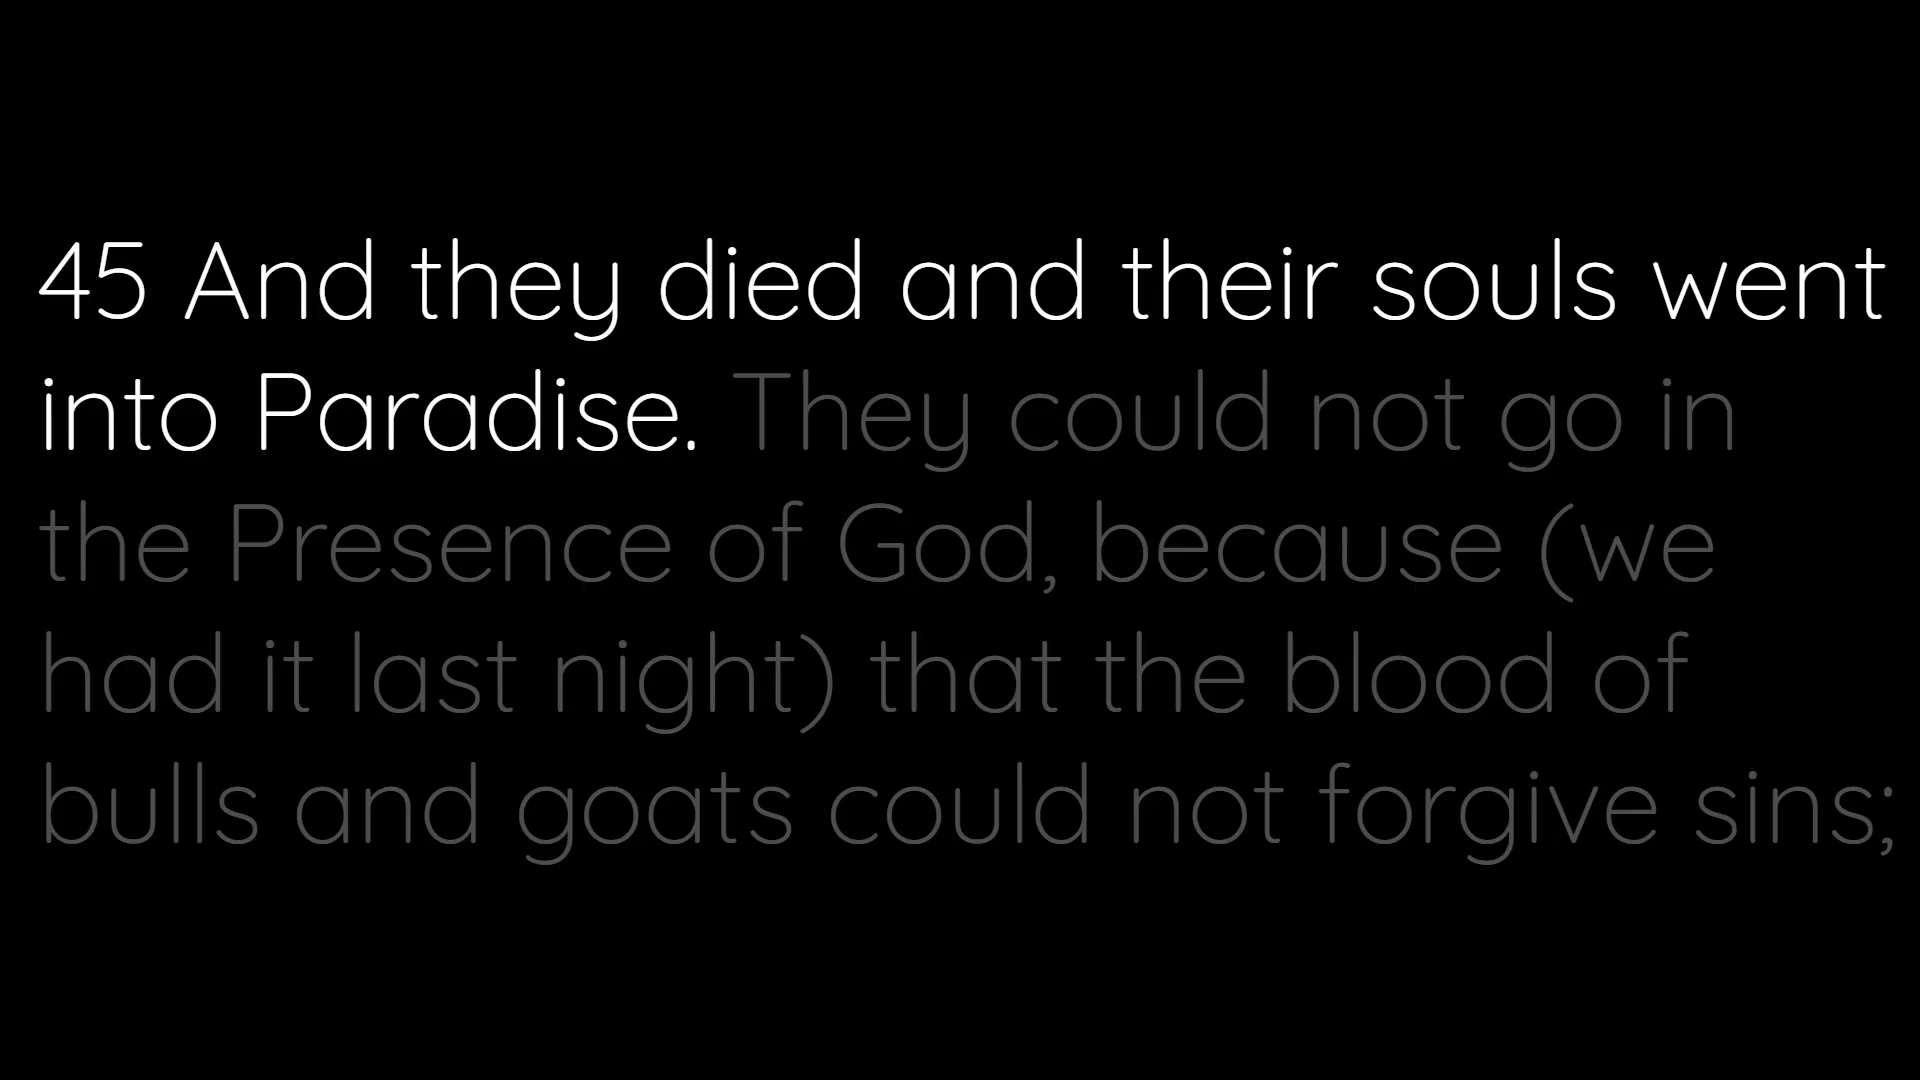 45 And they died and their souls went
into Paradise. They could not go in
the Presence of God, because (we
had it last night) that the blood of
bulls and goats could not forgive sins;